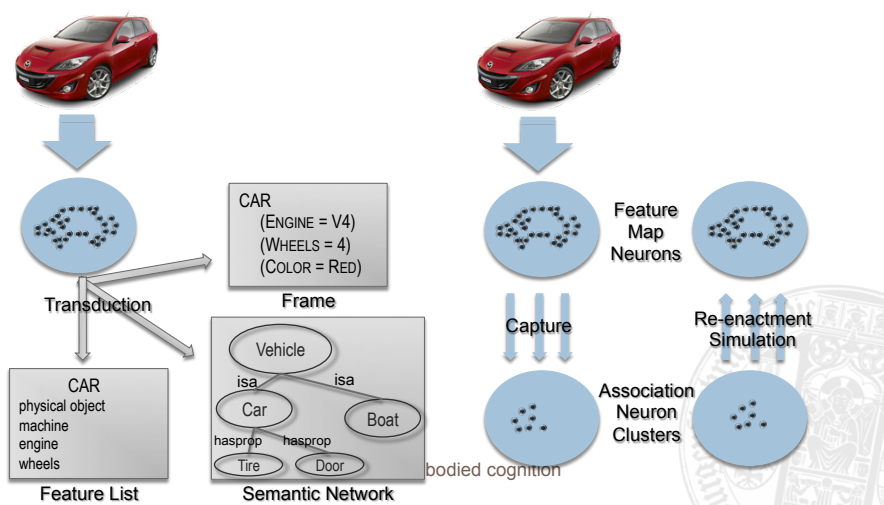 CAR
(ENGINE = V4)
(WHEELS = 4)
(COLOR = RED)
Frame
Transduction
CAR
physical object
machine
engine
wheels
Feature List
Vehicle
isa
isa
Car
Boat
hasprop
hasprop
Tire
Door
Semantic Network
bodied cognition
Feature
Map
Neurons
Capture
Re-enactment
Simulation
Association
Neuron
Clusters